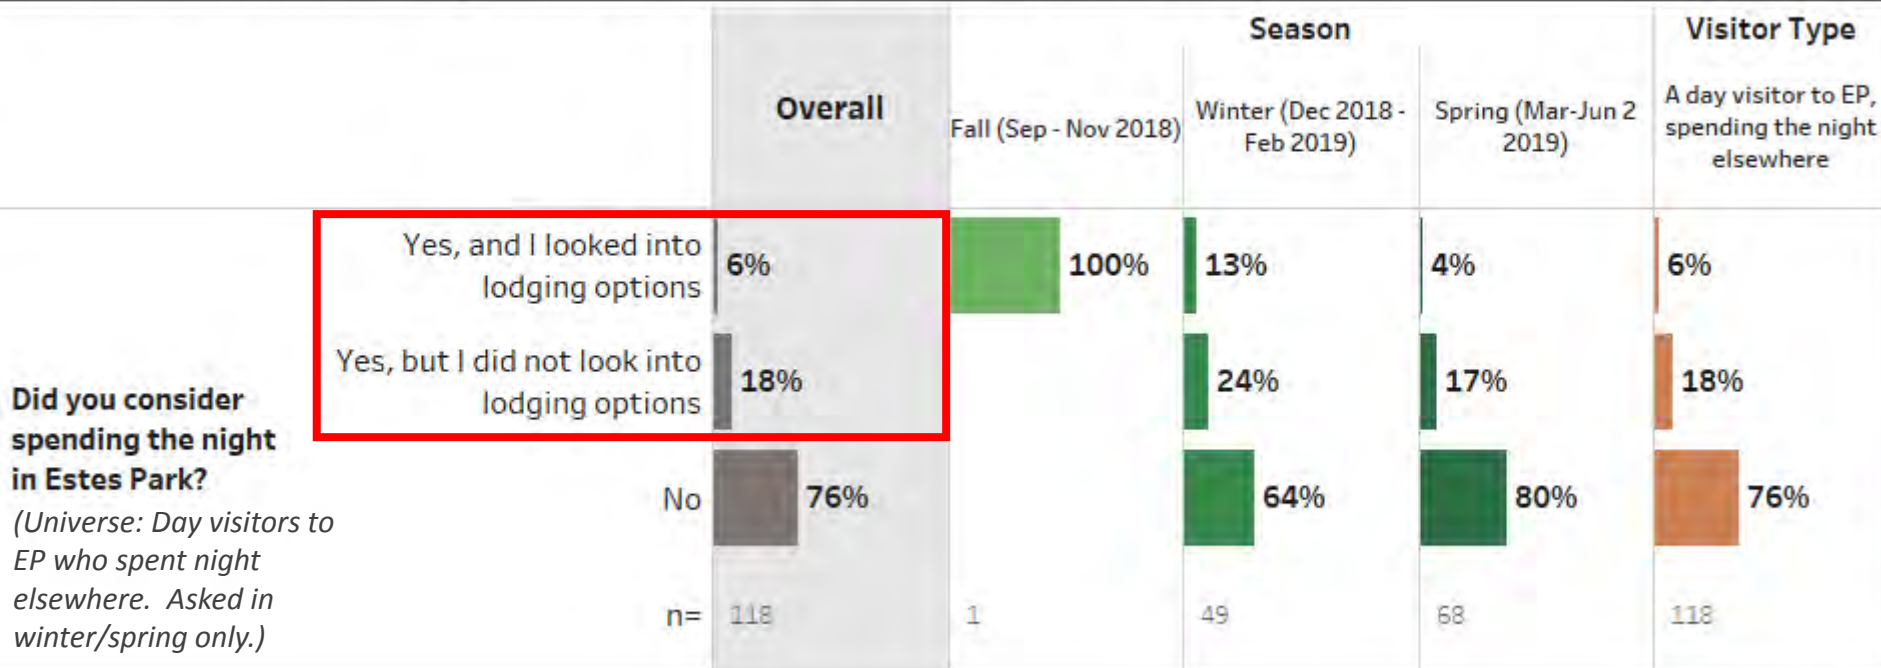 Season
Visitor Type
Overall
Fall (Sep - Nov 2018)
Winter (Dec 2018 -
Feb 2019)
Spring (Mar-Jun 2
2019)
A day visitor to EP,
spending the night
elsewhere
Did you consider
spending the night
in Estes Park?
(Universe: Day visitors to
EP who spent night
elsewhere. Asked in
winter/spring only.)
Yes, and I looked into
lodging options
6%
100%
13%
4%
6%
Yes, but I did not look into
lodging options
18%
24%
17%
18%
No
76%
64%
80%
76%
n=
118
1
49
68
118